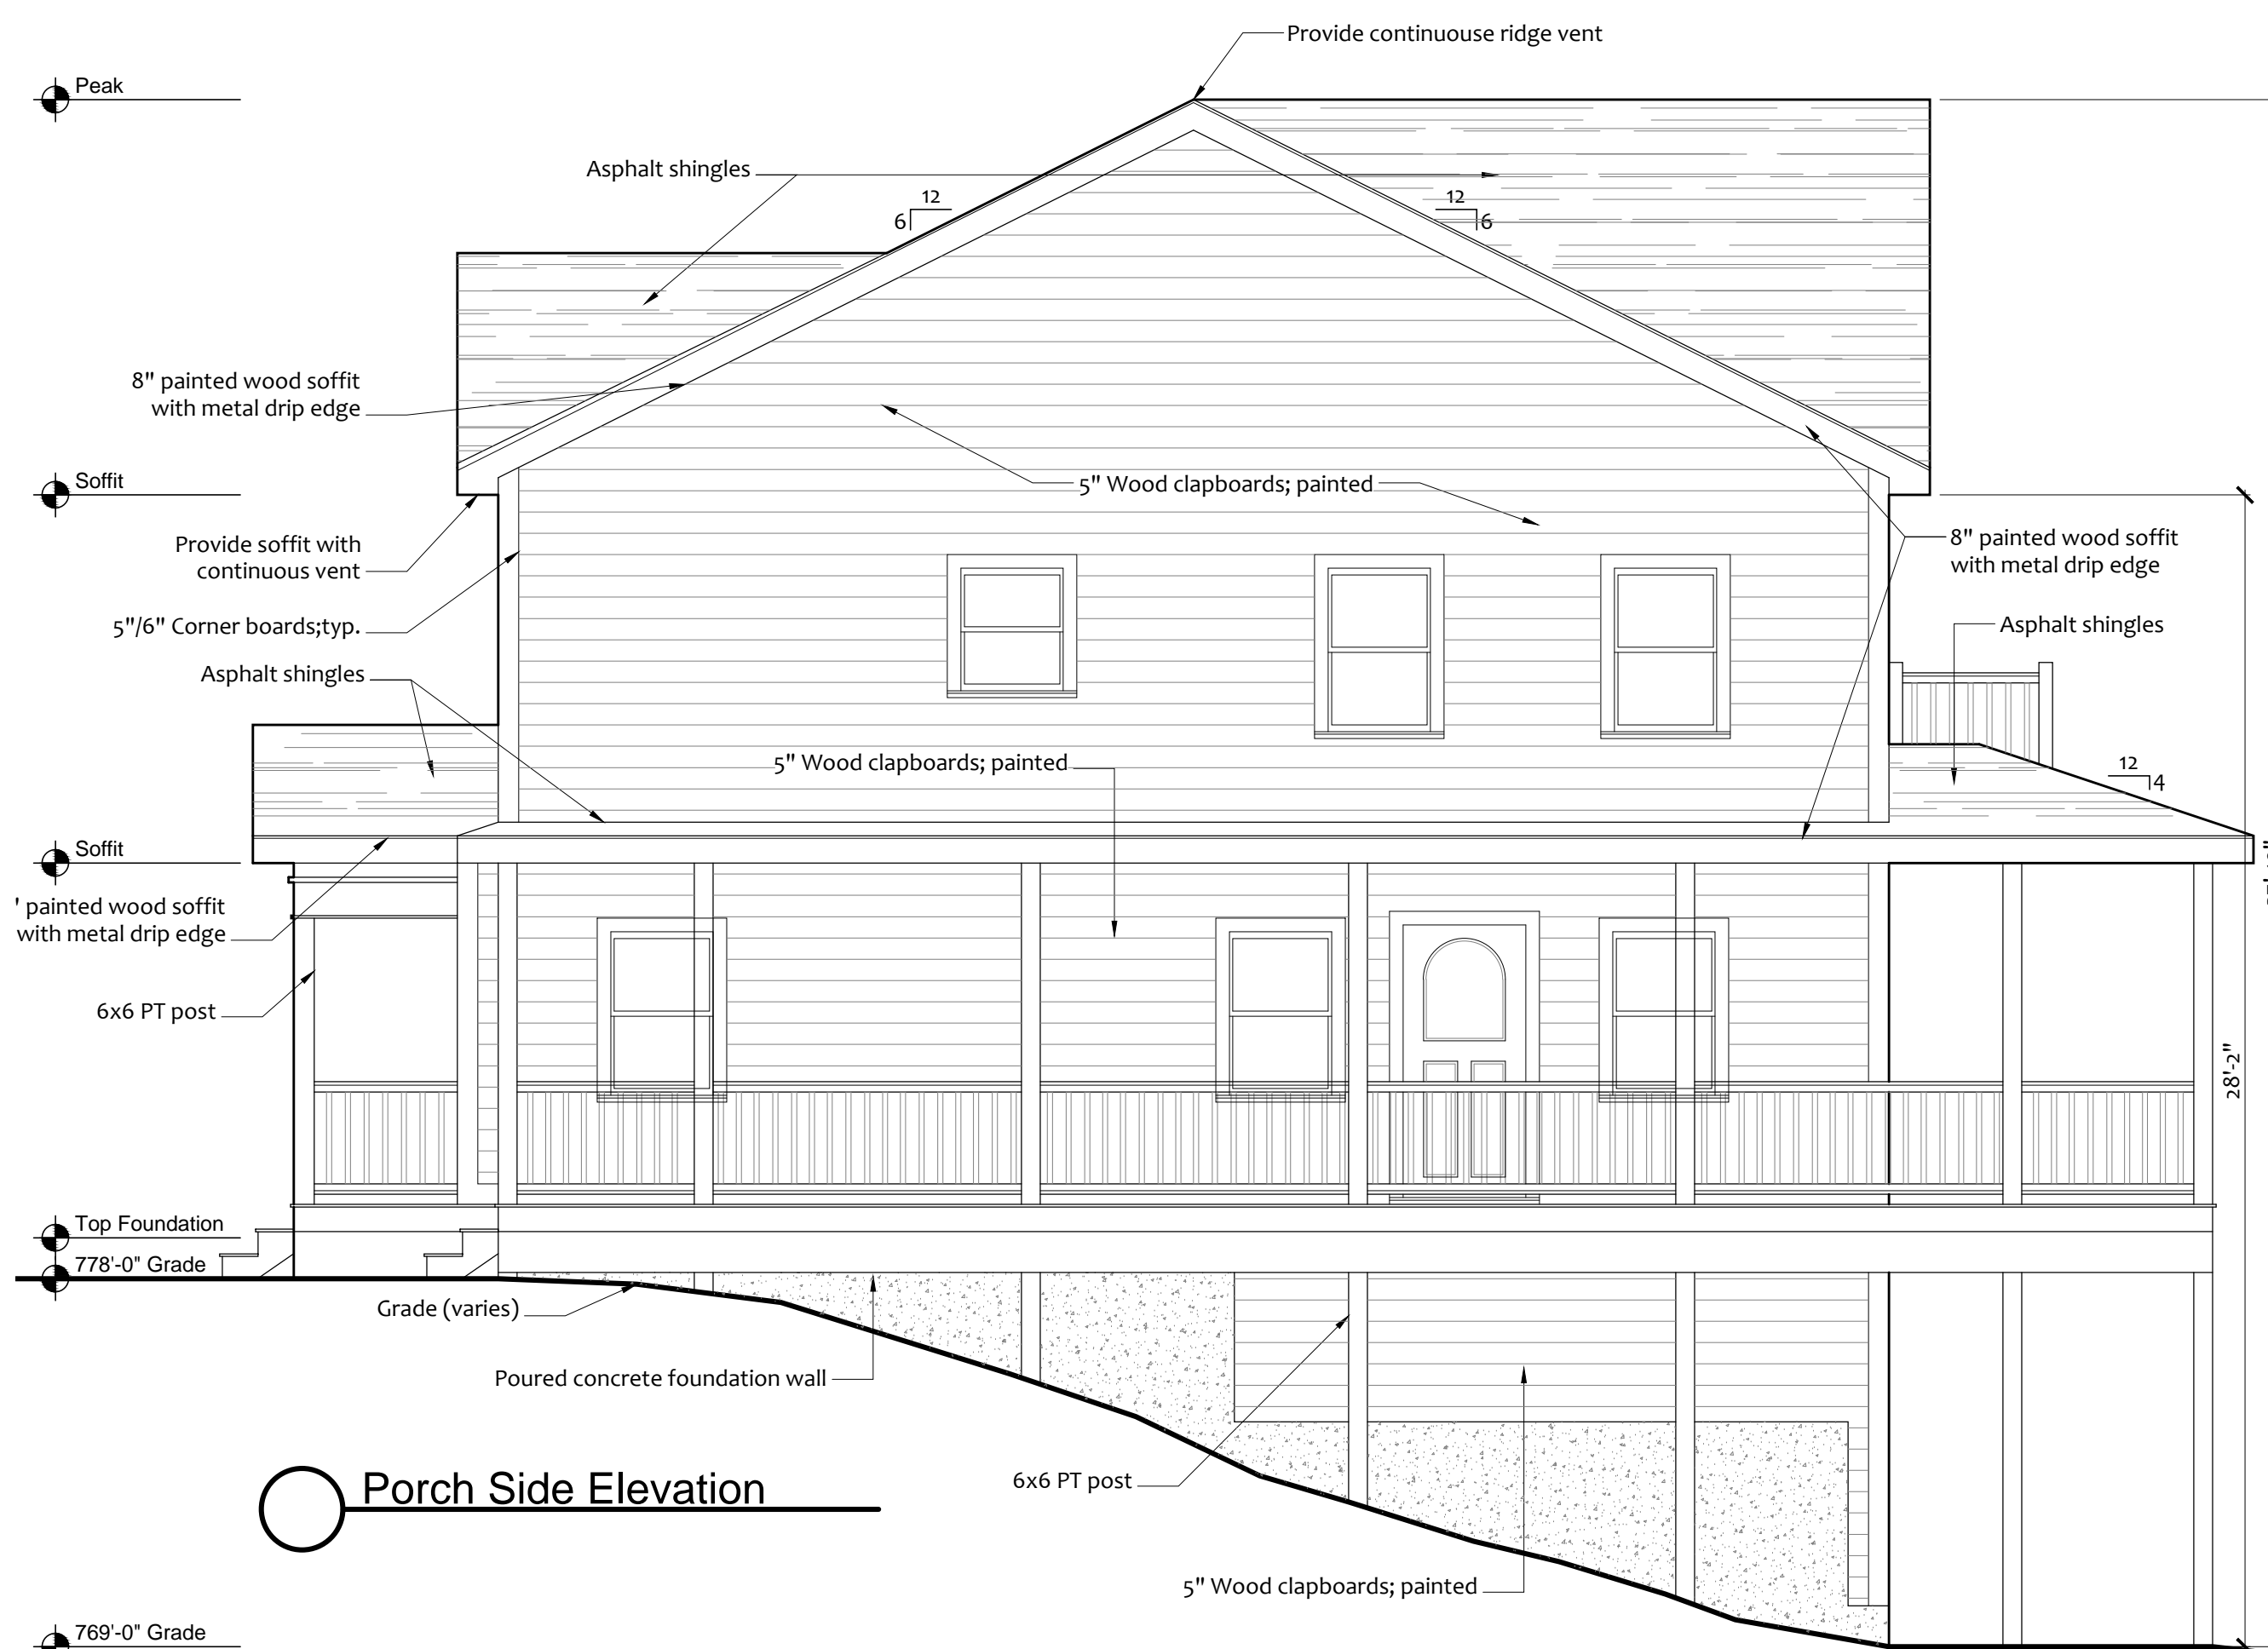 Provide continuouse ridge vent
Peak
Asphalt shingles
12
6
12
6
8" painted wood soffit
with metal drip edge
Soffit
5" Wood clapboards; painted
Provide soffit with
continuous vent
8" painted wood soffit
with metal drip edge
5"/6" Corner boards;typ.
Asphalt shingles
Asphalt shingles
5" Wood clapboards; painted
12
4
Soffit
' painted wood soffit
with metal drip edge
6x6 PT post
28'-2"
Top Foundation
778'-0" Grade
Grade (varies)
Poured concrete foundation wall
Porch Side Elevation
6x6 PT post
5" Wood clapboards; painted
769'-0" Grade